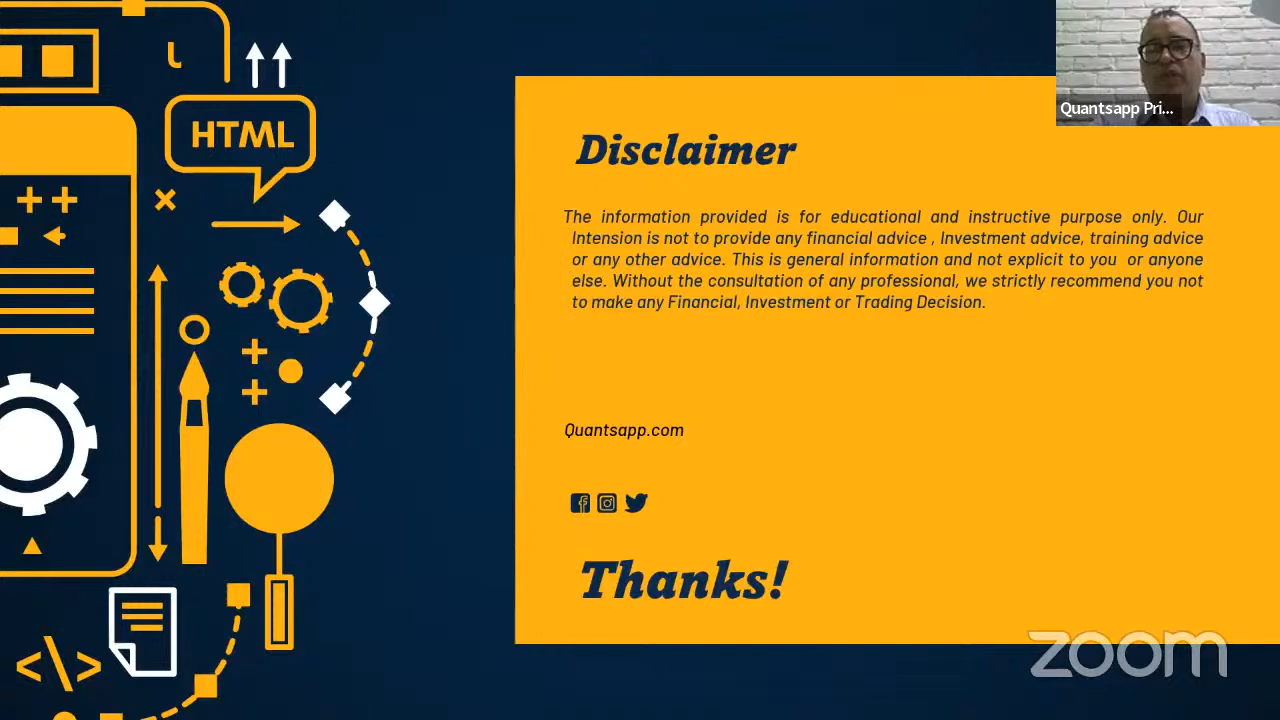 HTML
Quantsapp Pri...
Disclaimer
The information provided is for educational and instructive purpose only. Our
Intension is not to provide any financial advice , Investment advice, training advice
or any other advice. This is general information and not explicit to you or anyone
else. Without the consultation of any professional, we strictly recommend you not
to make any Financial, Investment or Trading Decision.
Quantsapp.com
Thanks!
zoom